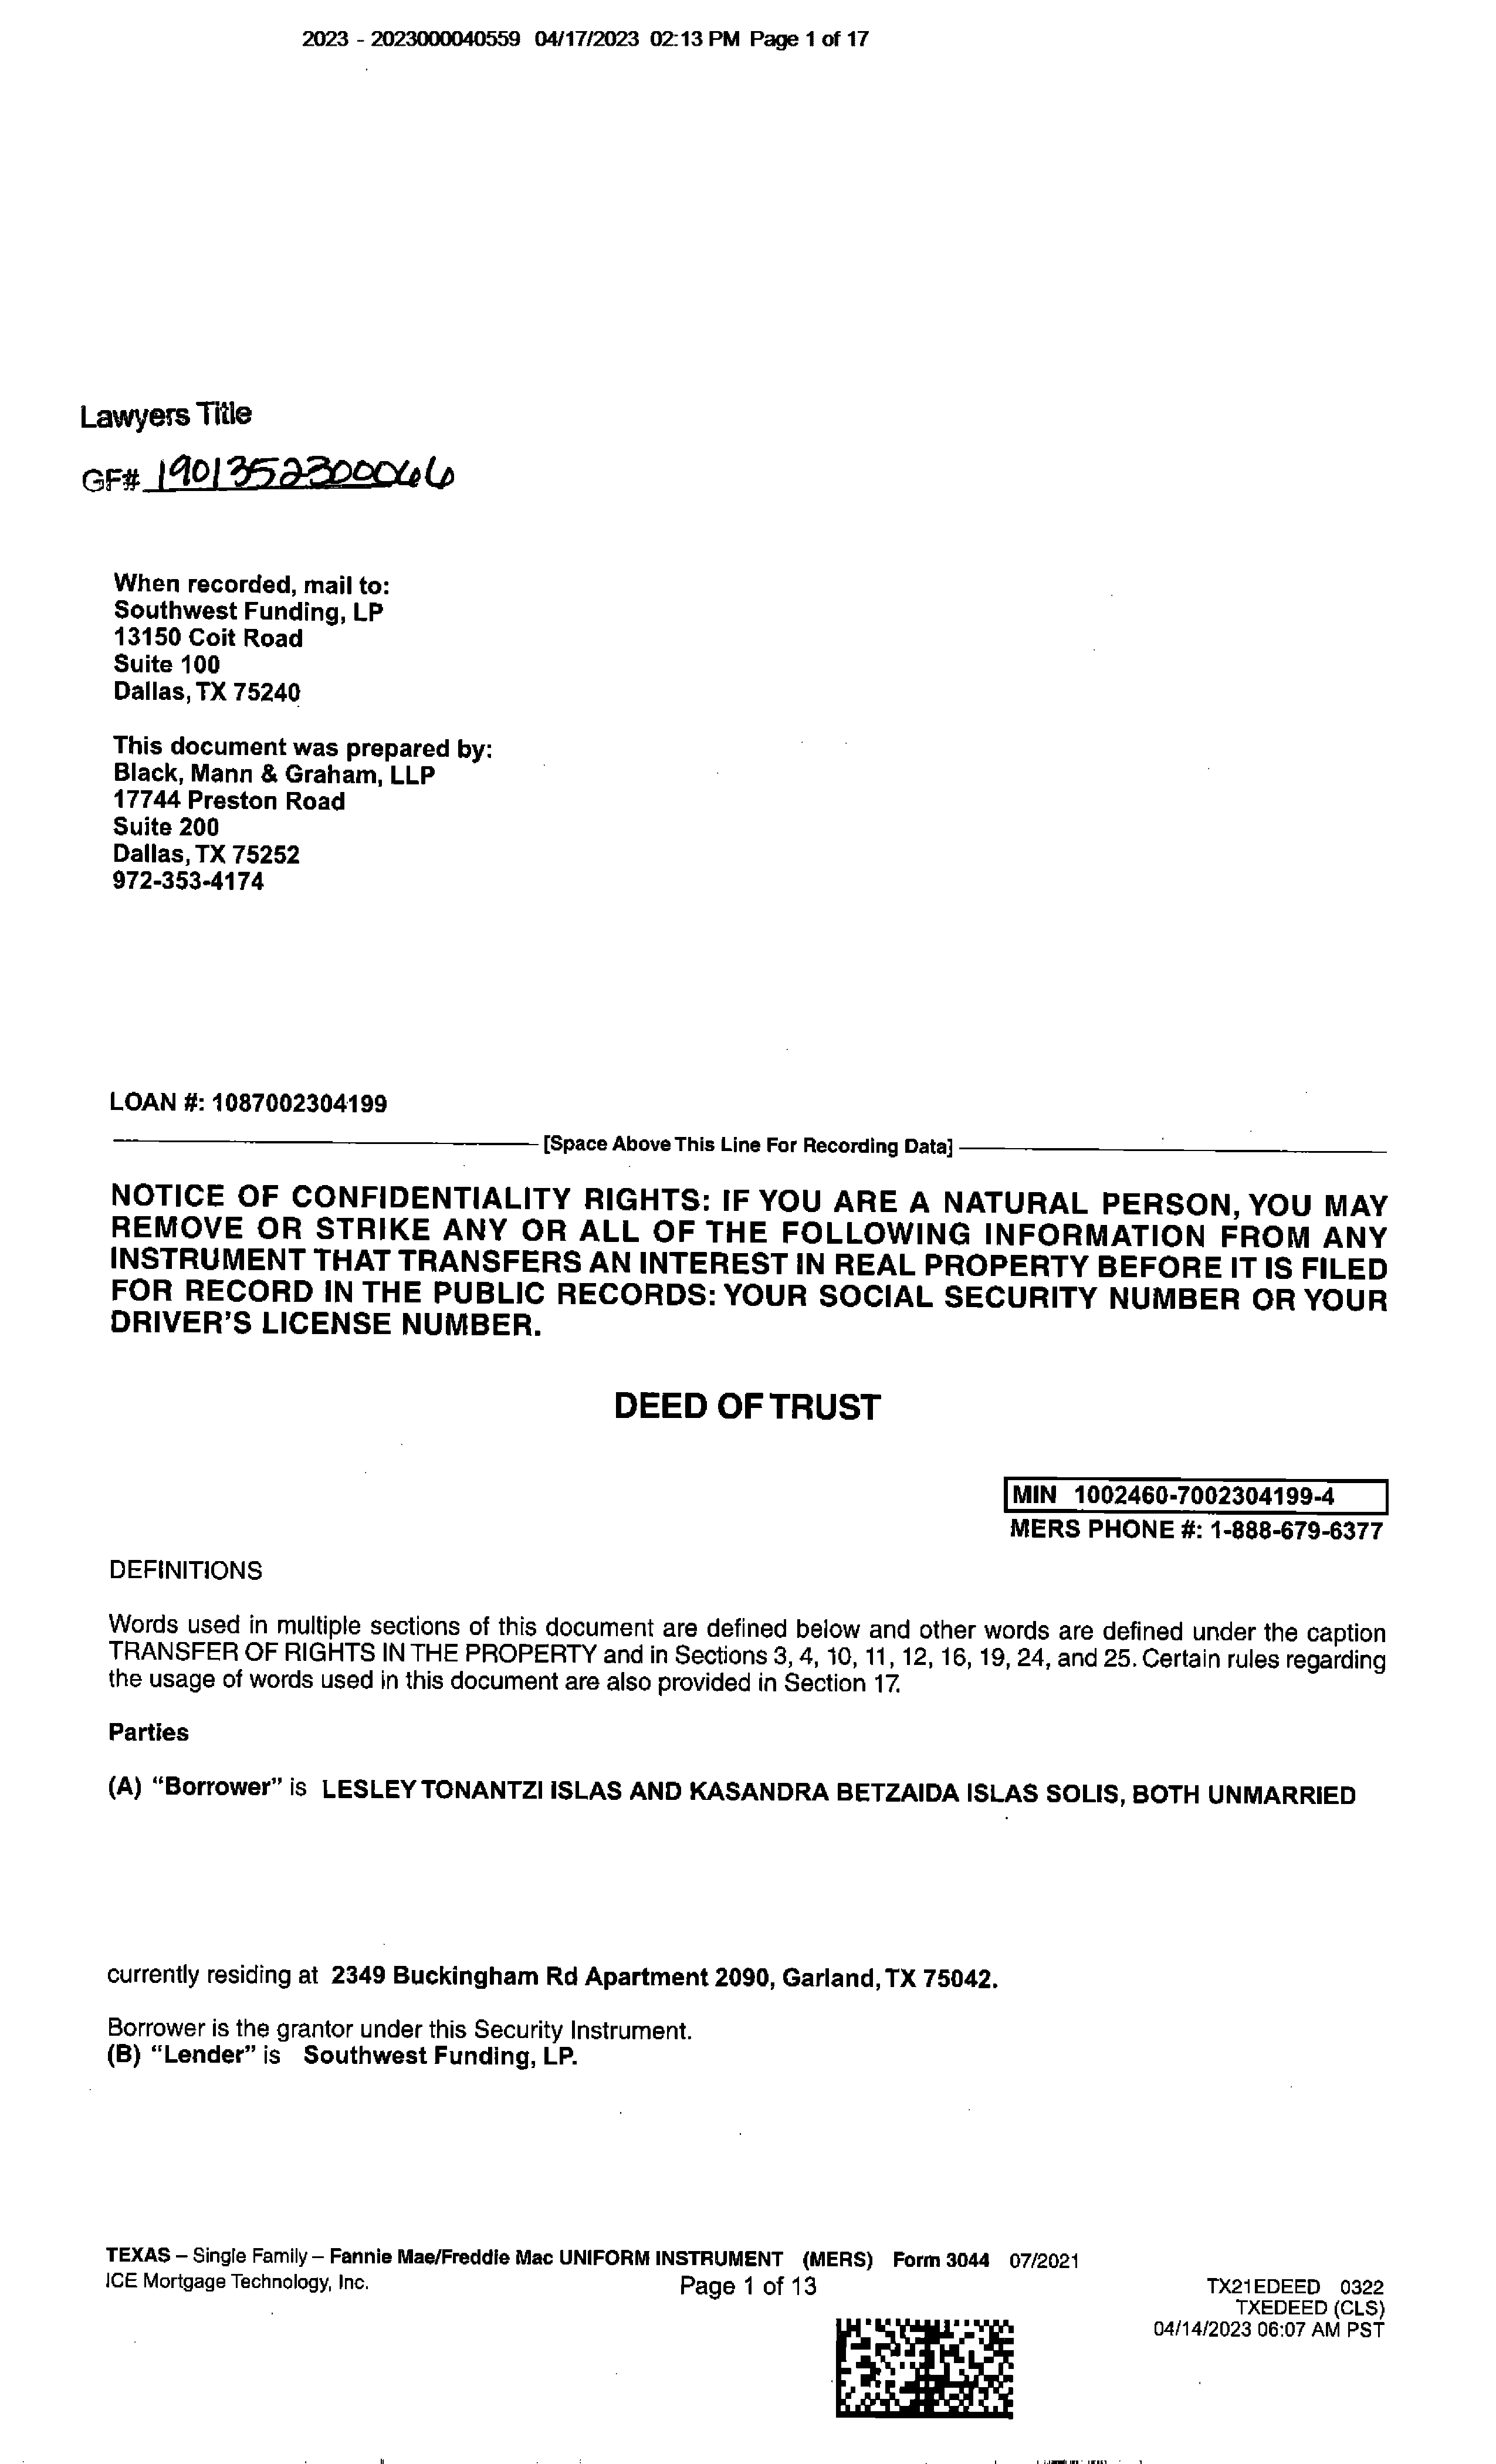 2023 - 2023000040559 04/17/2023 02:13 PM Page 1 of 17
Lawyers Title
GF# 1901352300066
When recorded, mail to:
Southwest Funding, LP
13150 Coit Road
Suite 100
Dallas, TX 75240
This document was prepared by:
Black, Mann & Graham, LLP
17744 Preston Road
Suite 200
Dallas, TX 75252
972-353-4174
LOAN #: 1087002304199
[Space Above This Line For Recording Data]
NOTICE OF CONFIDENTIALITY RIGHTS: IF YOU ARE A NATURAL PERSON, YOU MAY
REMOVE OR STRIKE ANY OR ALL OF THE FOLLOWING INFORMATION FROM ANY
INSTRUMENT THAT TRANSFERS AN INTEREST IN REAL PROPERTY BEFORE IT IS FILED
FOR RECORD IN THE PUBLIC RECORDS: YOUR SOCIAL SECURITY NUMBER OR YOUR
DRIVER'S LICENSE NUMBER.
DEED OF TRUST
MIN 1002460-7002304199-4
MERS PHONE #: 1-888-679-6377
DEFINITIONS
Words used in multiple sections of this document are defined below and other words are defined under the caption
TRANSFER OF RIGHTS IN THE PROPERTY and in Sections 3, 4, 10, 11, 12, 16, 19, 24, and 25. Certain rules regarding
the usage of words used in this document are also provided in Section 17.
Parties
(A) “Borrower” is LESLEY TONANTZI ISLAS AND KASANDRA BETZAIDA ISLAS SOLIS, BOTH UNMARRIED
currently residing at 2349 Buckingham Rd Apartment 2090, Garland, TX 75042.
Borrower is the grantor under this Security Instrument.
(B) “Lender” is Southwest Funding, LP.
TEXAS – Single Family – Fannie Mae/Freddie Mac UNIFORM INSTRUMENT (MERS) Form 3044 07/2021
ICE Mortgage Technology, Inc.
Page 1 of 13
TX21EDEED 0322
TXEDEED (CLS)
04/14/2023 06:07 AM PST